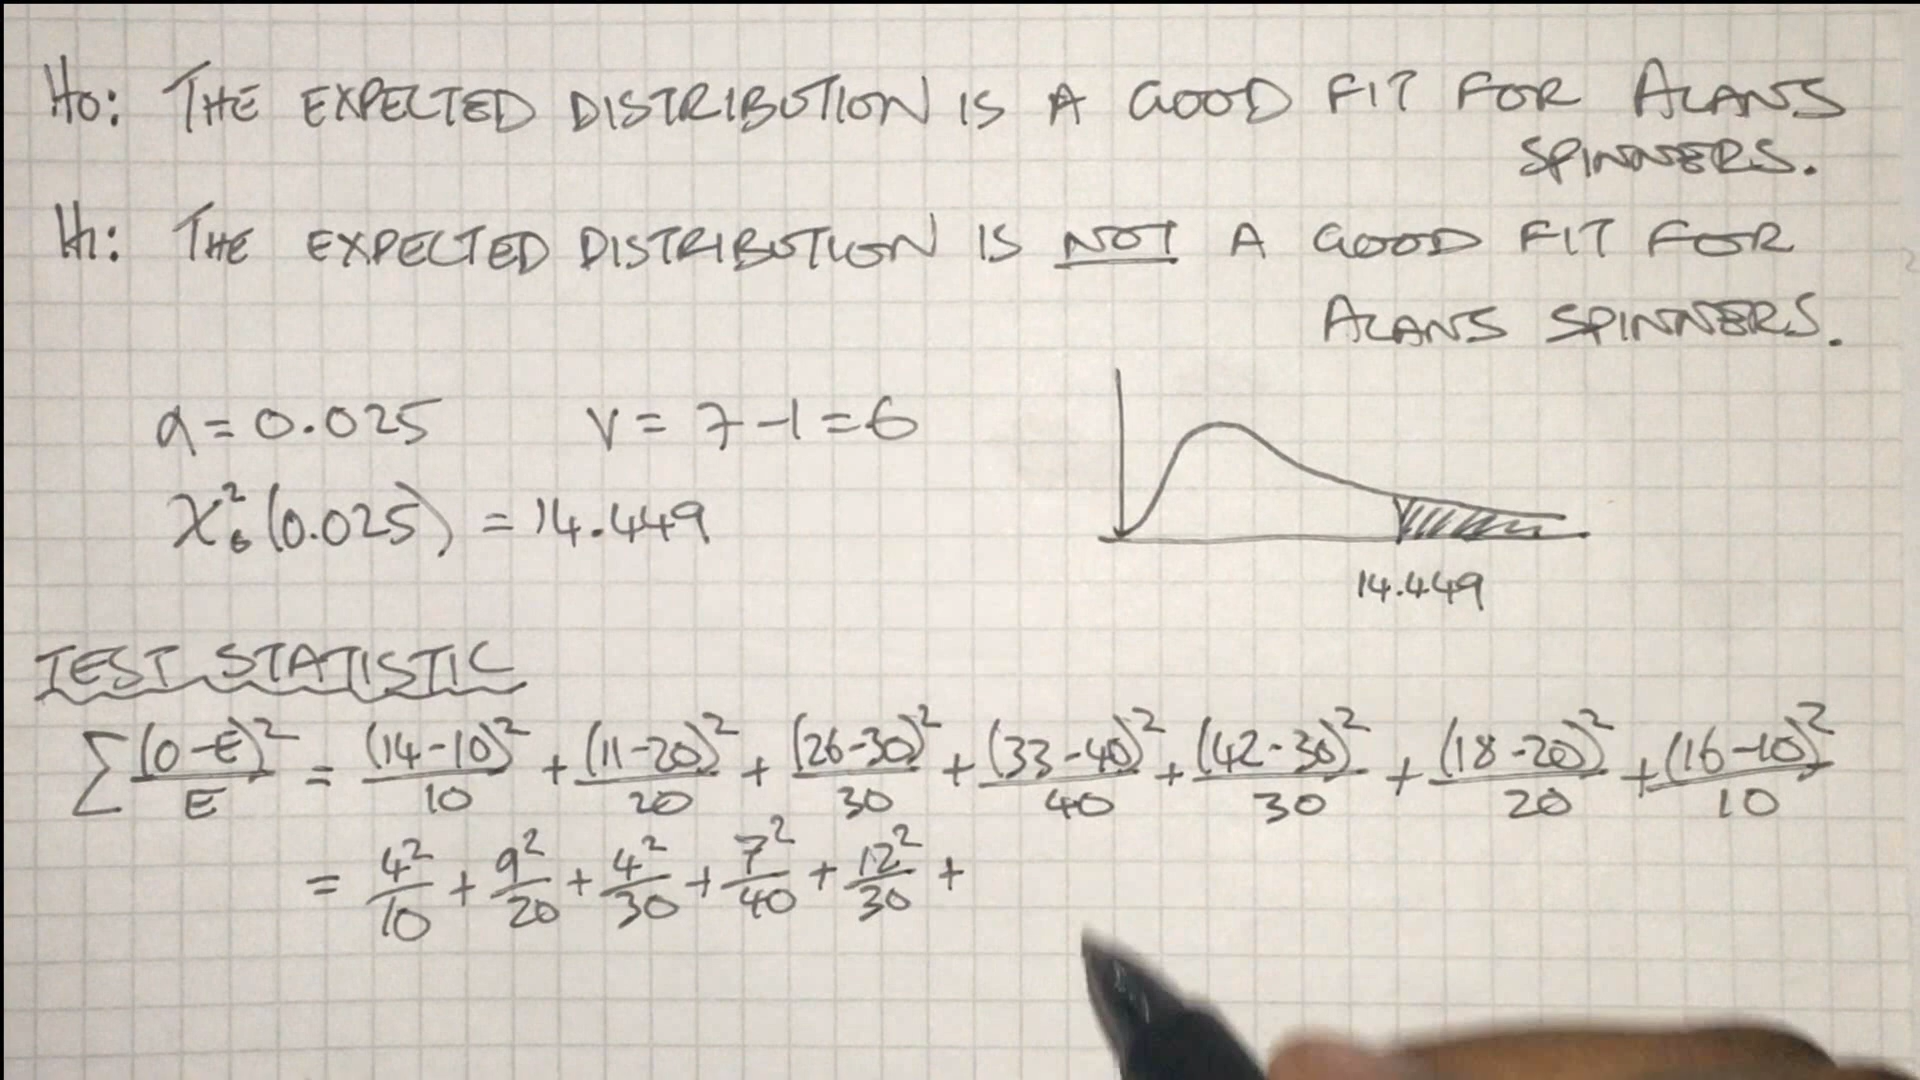 H0: THE EXPECTED DISTRIBUTION IS A GOOD FIT FOR ALANS
SPINNERS.
H1: THE EXPECTED DISTRIBUTION IS NOT A GOOD FIT FOR
ALANS SPINNERS.
α = 0.025 ν = 7 - 1 = 6
χ²₆(0.025) = 14.449
14.449
TEST STATISTIC
∑ (O-E)²/E = (14-10)²/10 + (11-20)²/20 + (26-30)²/30 + (33-40)²/40 + (42-30)²/30 + (18-20)²/20 + (16-10)²/10
= 4²/10 + 9²/20 + 4²/30 + 7²/40 + 12²/30 +